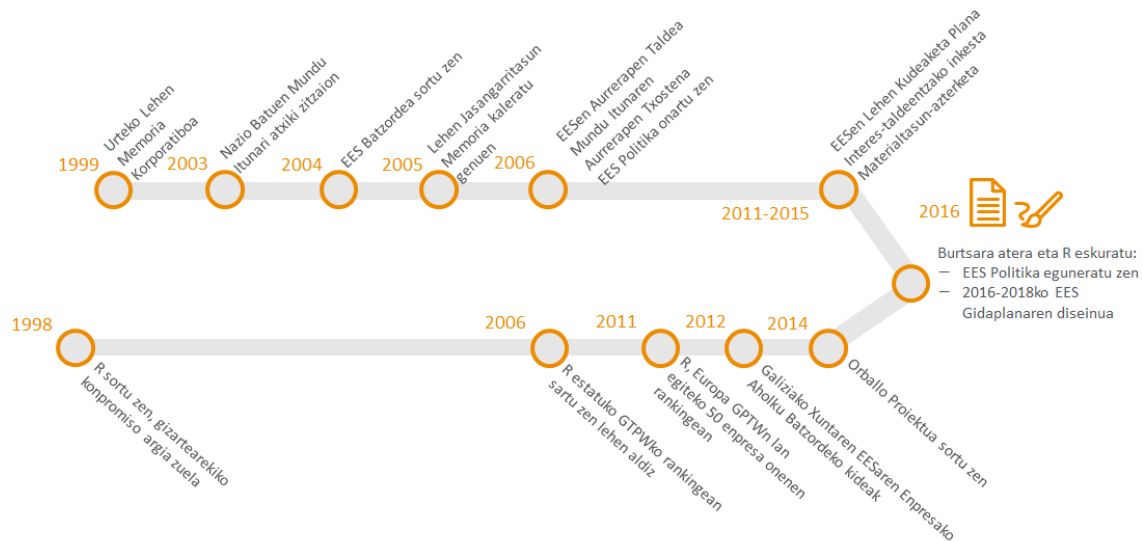 1999
Urteko Lehen
Memoria
Korporatiboa
2003
Nazio Batuen Mundu
Itunari atxiki zitzaion
2004
EES Batzordea sortu zen
2005
Lehen Jasangarritasun
Memoria kaleratu
genuen
2006
EESen Aurrerapen Taldea
Mundu Itunaren
Aurrerapen Txostena
EES Politika onartu zen
2011-2015
EESen Lehen Kudeaketa Plana
Interes-taldeentzako inkesta
Materialtasun-azterketa
2016
Burtsara atera eta R eskuratu:
– EES Politika eguneratu zen
– 2016-2018ko EES
Gidaplanaren diseinua
1998
R sortu zen, gizartearekiko
konpromiso argia zuela
2006
R estatuko GTPWko rankingean
sartu zen lehen aldiz
2011
R, Europa GPTWn lan
egiteko 50 enpresa onenen
rankingean
2012
Galiziako Xuntaren EESaren Enpresako
Aholku Batzordeko kideak
2014
Orballo Proiektua sortu zen